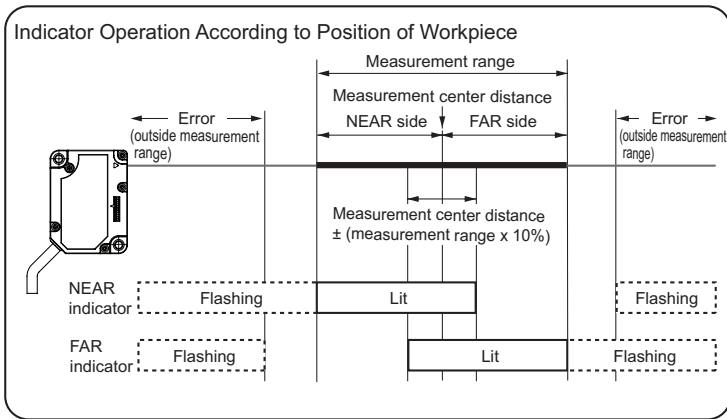 Indicator Operation According to Position of Workpiece
Measurement range
Measurement center distance
Error
(outside measurement
range)
NEAR side
FAR side
Error
(outside measurement
range)
Measurement center distance
± (measurement range x 10%)
NEAR
indicator
Flashing
Lit
Flashing
FAR
indicator
Flashing
Lit
Flashing